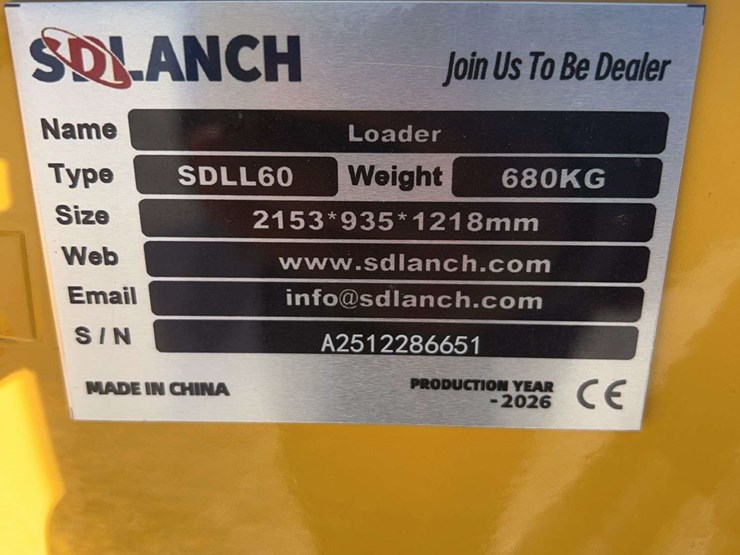 SDLANCH
Join Us To Be Dealer
Name Loader
Type SDLL60 Weight 680KG
Size 2153*935*1218mm
Web www.sdlanch.com
Email info@sdlanch.com
S/N A2512286651
MADE IN CHINA
PRODUCTION YEAR
-2026
CE